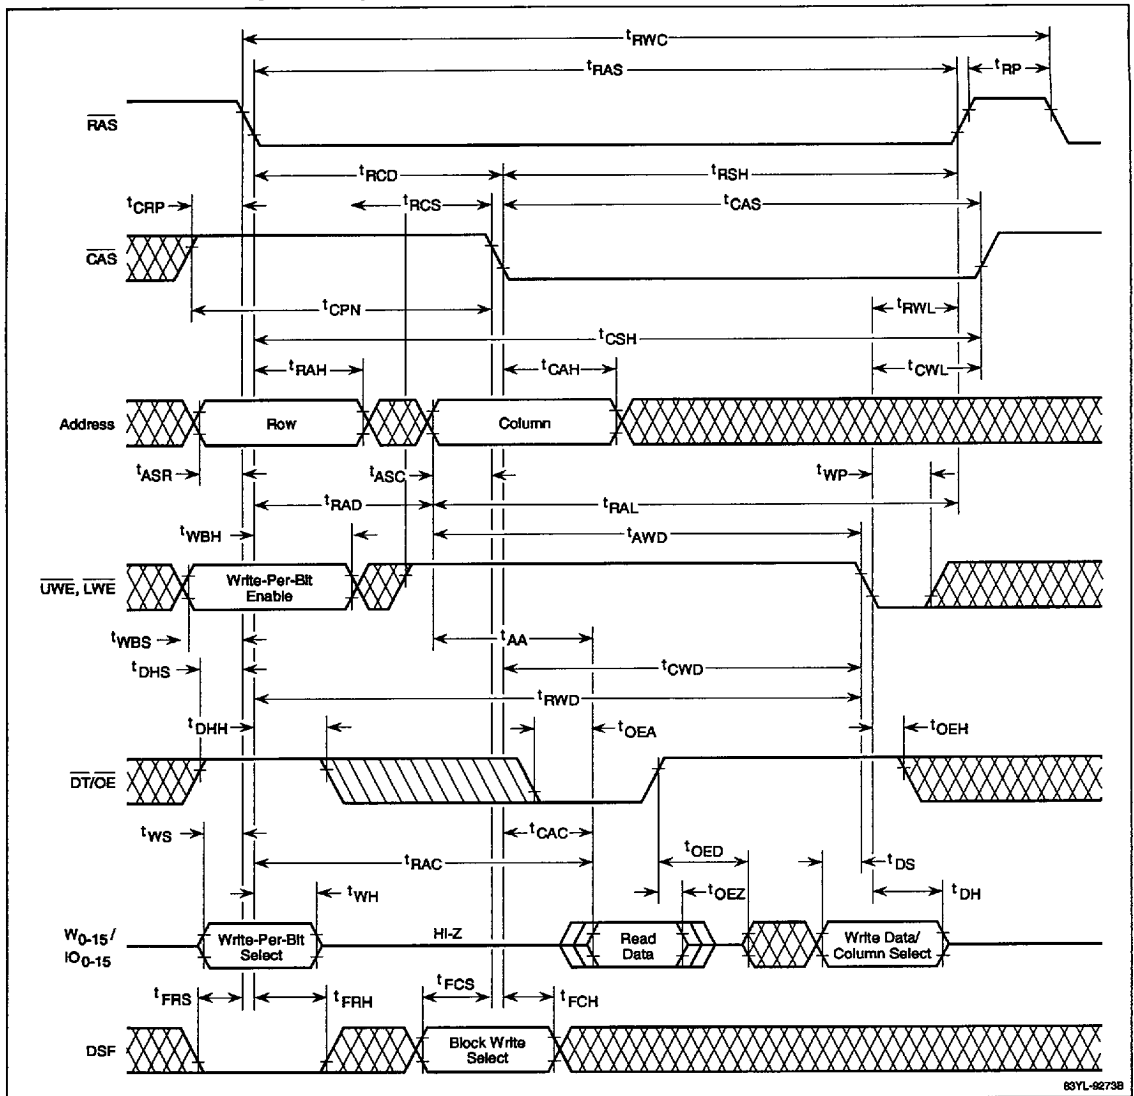 tRWC
tRAS
tRP
RAS
tRCD
tRSH
tCRP
tRCS
tCAS
CAS
tCPN
tRWL
tCSH
tRAH
tCAH
tCWL
Address
Row
Column
tASR
tASC
tWP
tRAD
tRAL
tWBH
tAWD
UWE, LWE
Write-Per-Bit
Enable
tWBS
tAA
tDHS
tCWD
tRWD
tDHH
tOEA
tOEH
DT/OE
tWS
tCAC
tRAC
tOED
tDS
tWH
tOEZ
tDH
W0-15 /
IO0-15
Write-Per-Bit
Select
HI-Z
Read
Data
Write Data/
Column Select
tFRS
tFRH
tFCS
tFCH
DSF
Block Write
Select
83YL-9273B